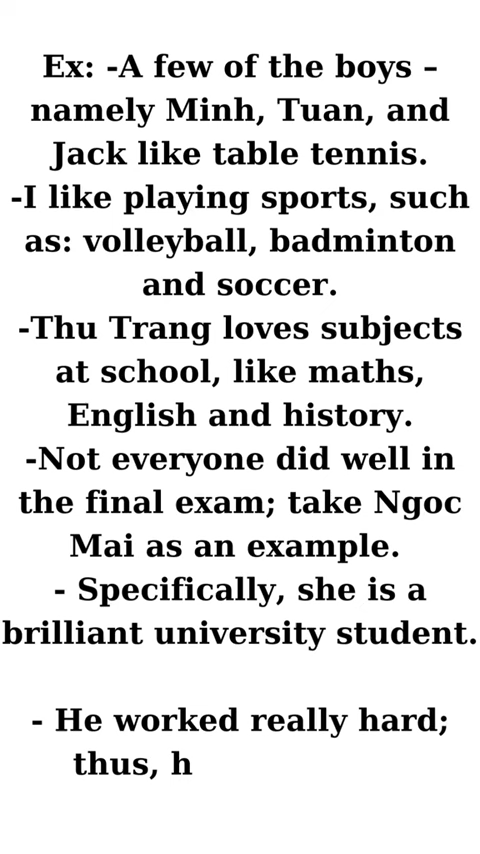 Ex: -A few of the boys –
namely Minh, Tuan, and
Jack like table tennis.
-I like playing sports, such
as: volleyball, badminton
and soccer.
-Thu Trang loves subjects
at school, like maths,
English and history.
-Not everyone did well in
the final exam; take Ngoc
Mai as an example.
- Specifically, she is a
brilliant university student.
- He worked really hard;
thus, h